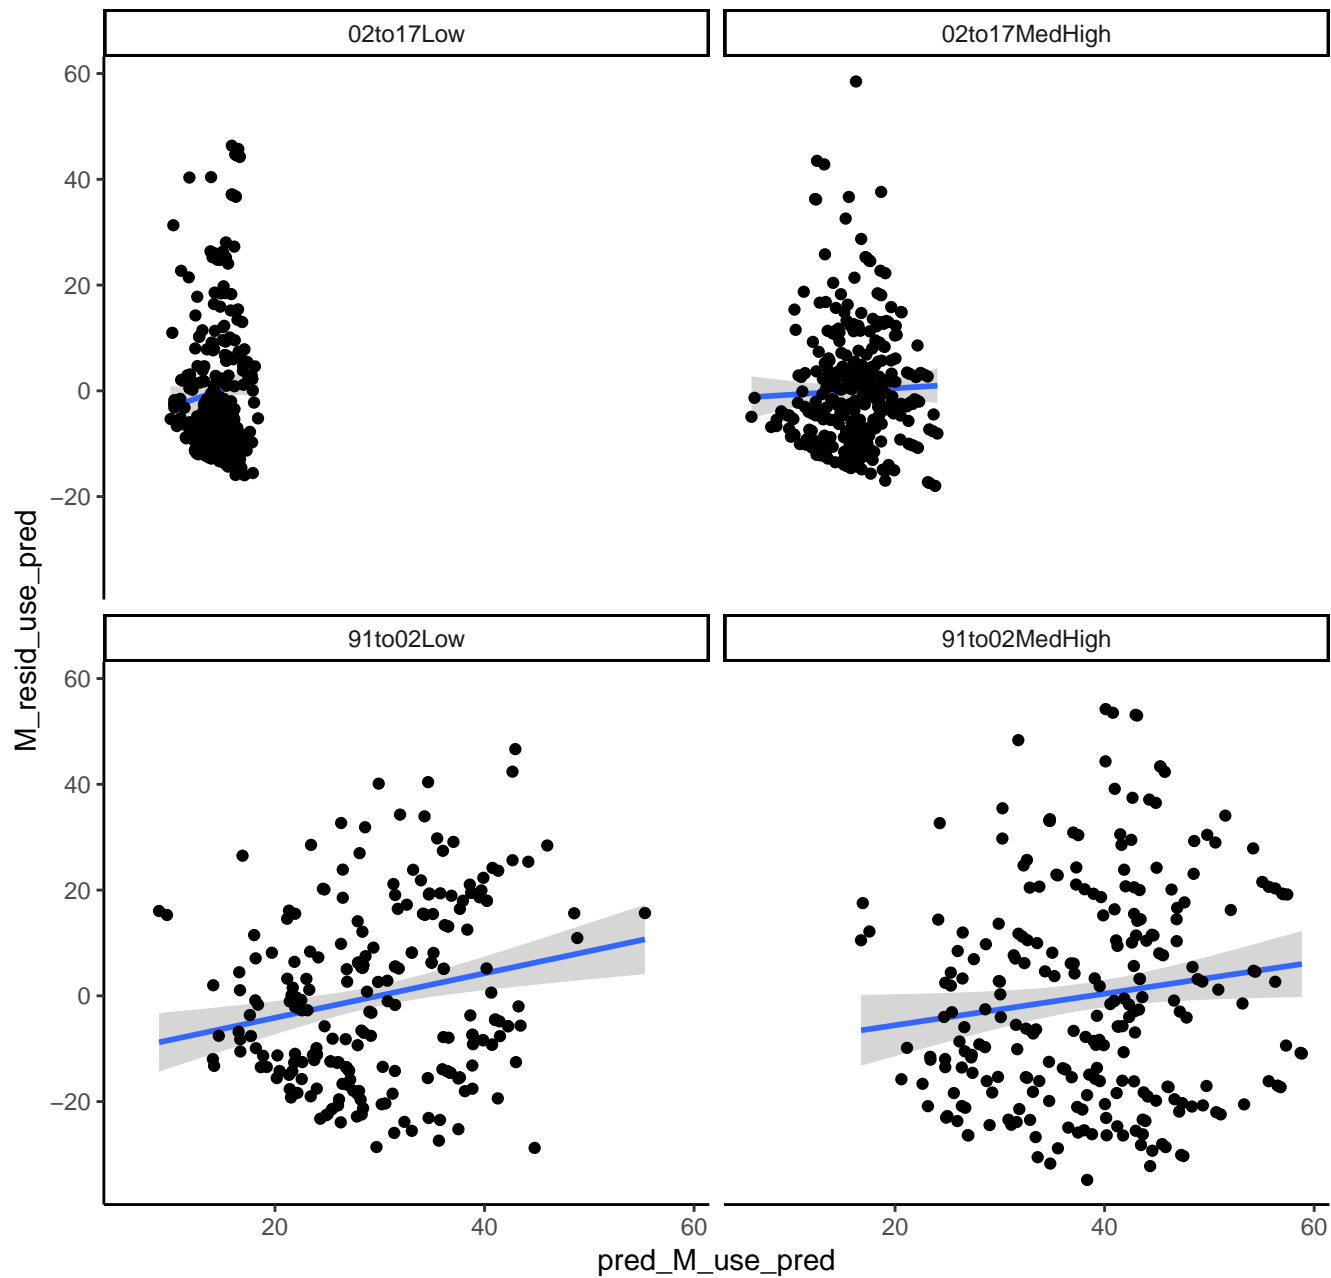 02to17Low 02to17MedHigh
60
40
20
0
−20
M_resid_use_pred
91to02Low 91to02MedHigh
60
40
20
0
−20
20 40 60 20 40 60
pred_M_use_pred